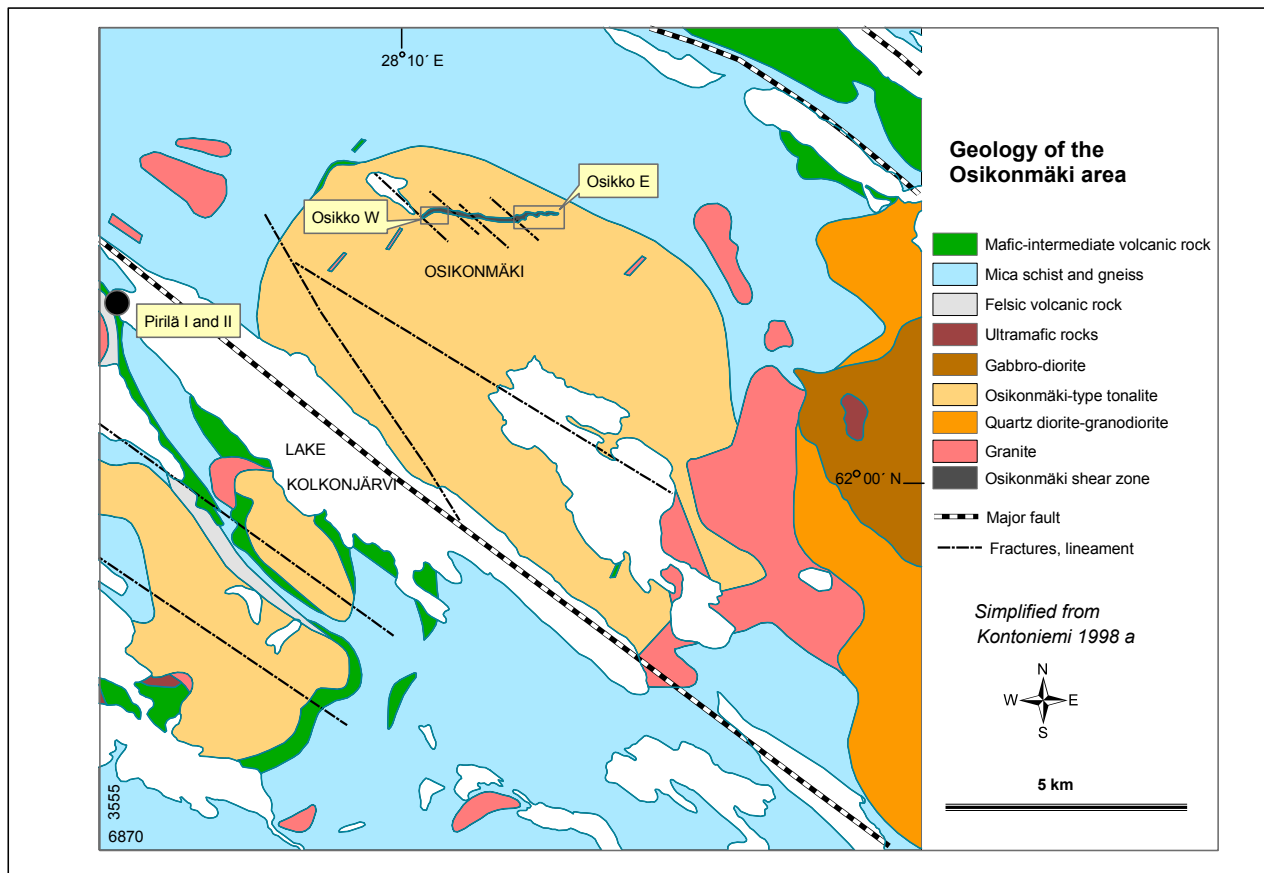 28°10´ E
Osikko E
Osikko W
OSIKONMÄKI
Pirilä I and II
LAKE
KOLKONJÄRVI
62°00´ N
3555
6870
Geology of the
Osikonmäki area
Mafic-intermediate volcanic rock
Mica schist and gneiss
Felsic volcanic rock
Ultramafic rocks
Gabbro-diorite
Osikonmäki-type tonalite
Quartz diorite-granodiorite
Granite
Osikonmäki shear zone
Major fault
Fractures, lineament
Simplified from
Kontoniemi 1998 a
N
W E
S
5 km